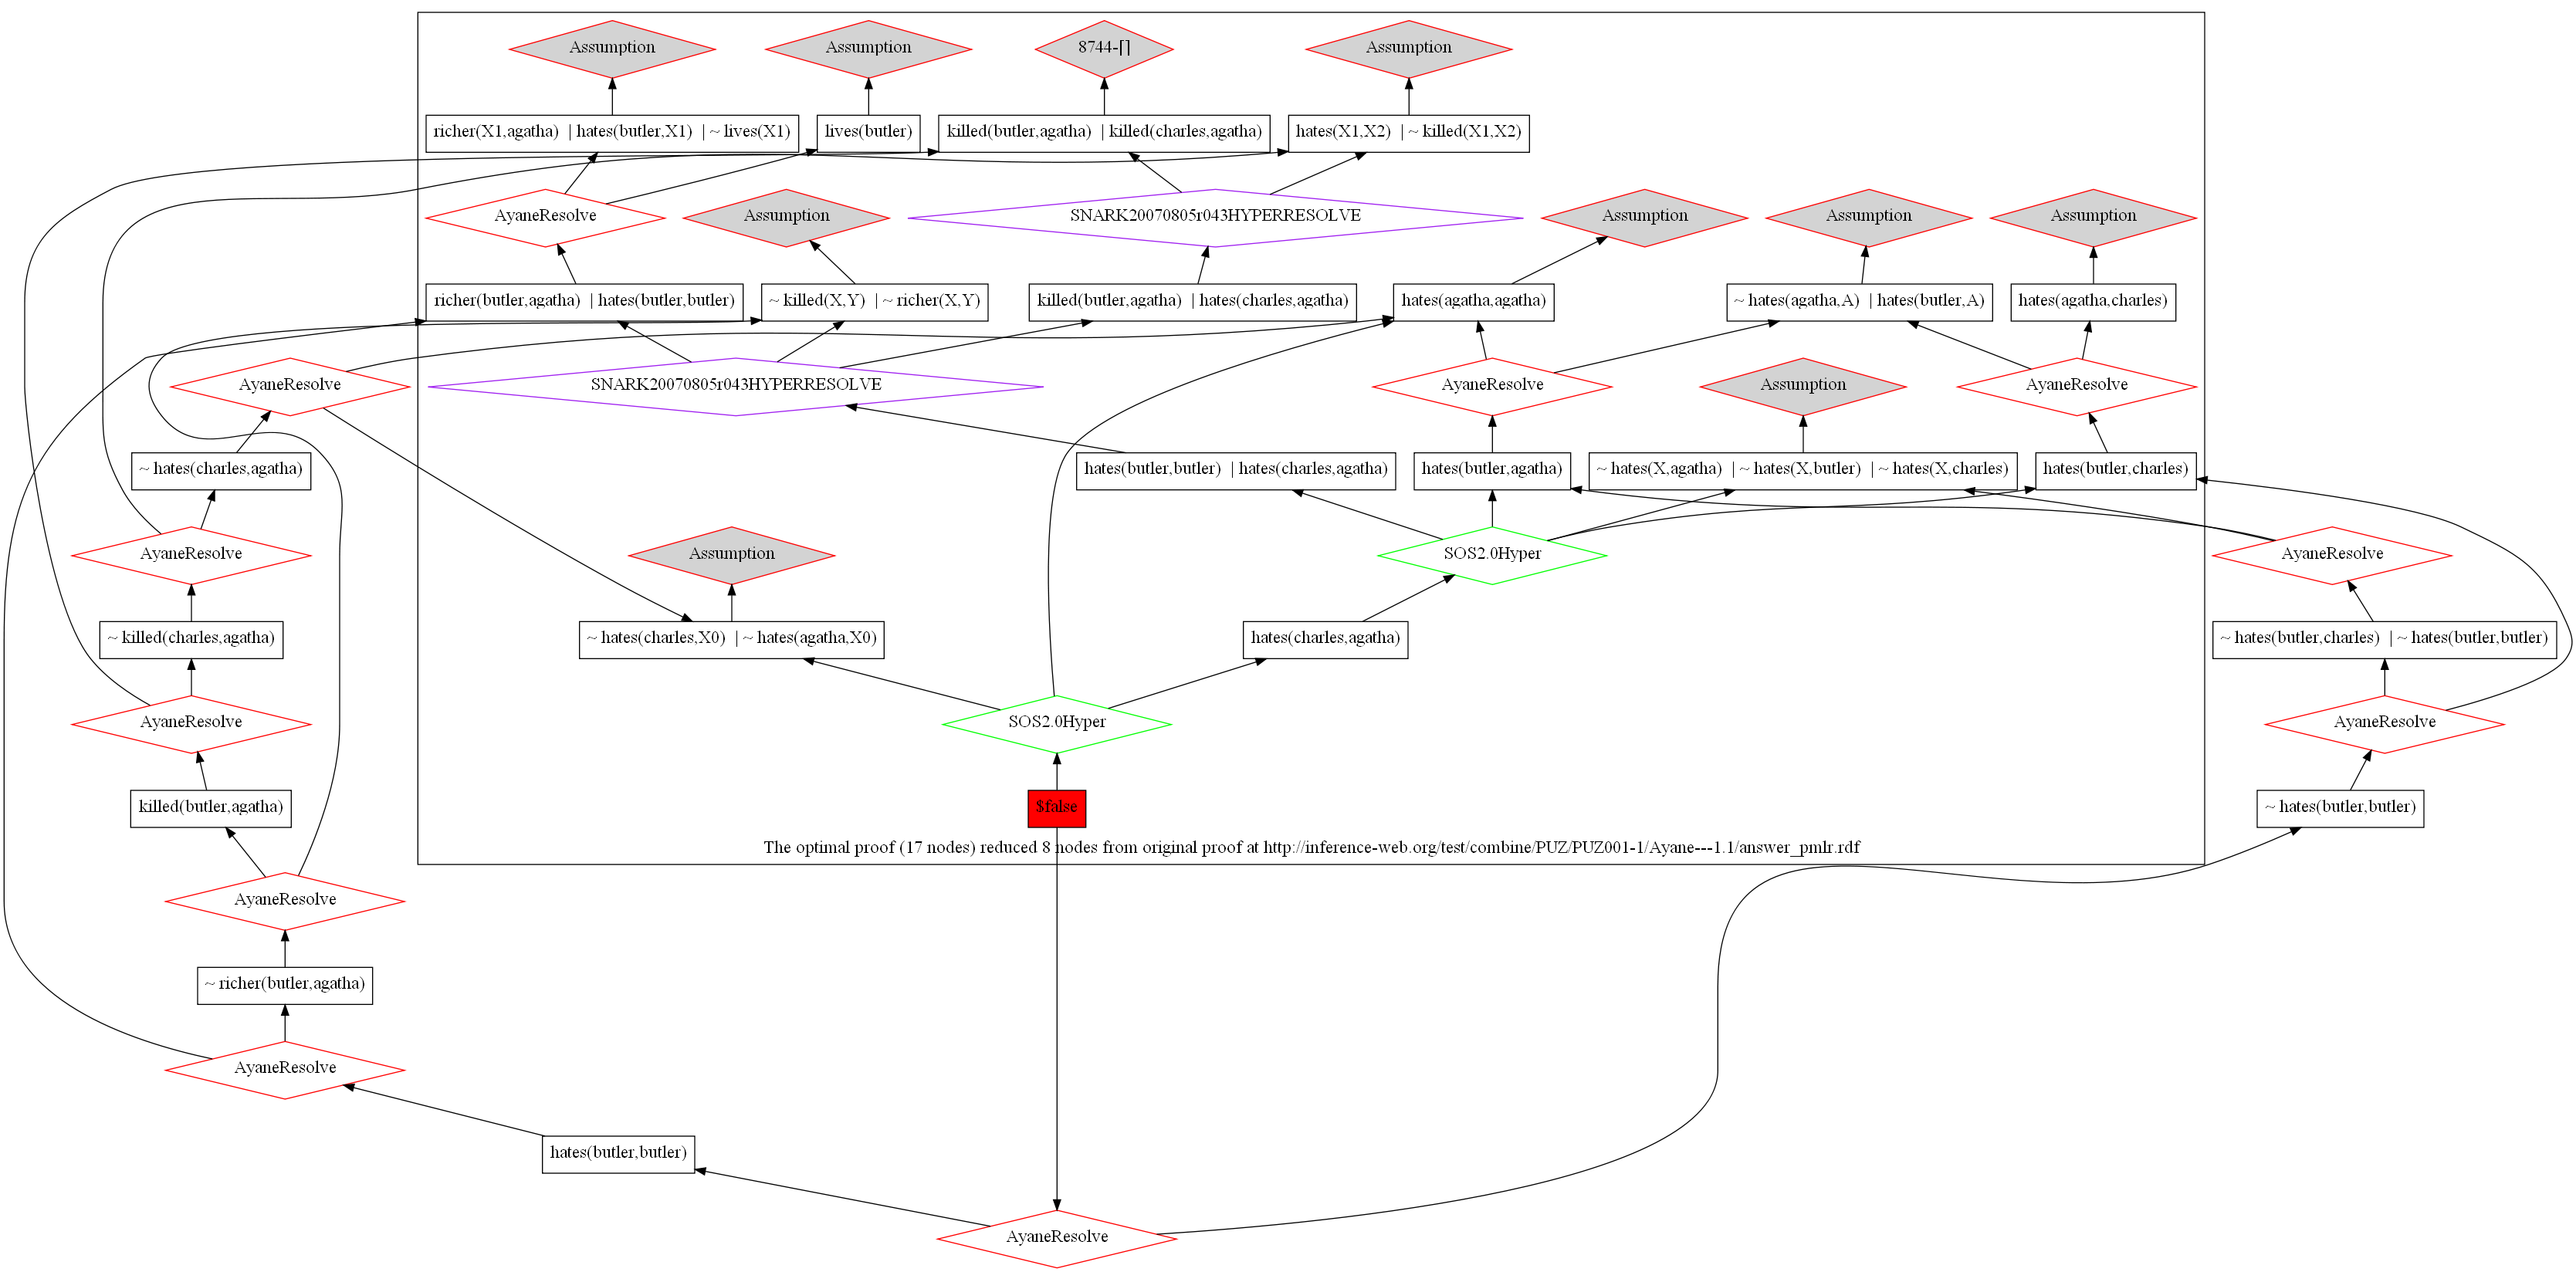 Assumption
Assumption
8744-[]
Assumption
richer(X1,agatha) | hates(butler,X1) | ~ lives(X1)
lives(butler)
killed(butler,agatha) | killed(charles,agatha)
hates(X1,X2) | ~ killed(X1,X2)
AyaneResolve
Assumption
SNARK20070805r043HYPERRESOLVE
Assumption
Assumption
Assumption
richer(butler,agatha) | hates(butler,butler)
~ killed(X,Y) | ~ richer(X,Y)
killed(butler,agatha) | hates(charles,agatha)
hates(agatha,agatha)
~ hates(agatha,A) | hates(butler,A)
hates(agatha,charles)
AyaneResolve
SNARK20070805r043HYPERRESOLVE
AyaneResolve
Assumption
AyaneResolve
~ hates(charles,agatha)
hates(butler,butler) | hates(charles,agatha)
hates(butler,agatha)
~ hates(X,agatha) | ~ hates(X,butler) | ~ hates(X,charles)
hates(butler,charles)
AyaneResolve
Assumption
SOS2.0Hyper
AyaneResolve
~ killed(charles,agatha)
~ hates(charles,X0) | ~ hates(agatha,X0)
hates(charles,agatha)
~ hates(butler,charles) | ~ hates(butler,butler)
AyaneResolve
SOS2.0Hyper
AyaneResolve
killed(butler,agatha)
$false
~ hates(butler,butler)
The optimal proof (17 nodes) reduced 8 nodes from original proof at http://inference-web.org/test/combine/PUZ/PUZ001-1/Ayane---1.1/answer_pmlr.rdf
AyaneResolve
~ richer(butler,agatha)
AyaneResolve
hates(butler,butler)
AyaneResolve